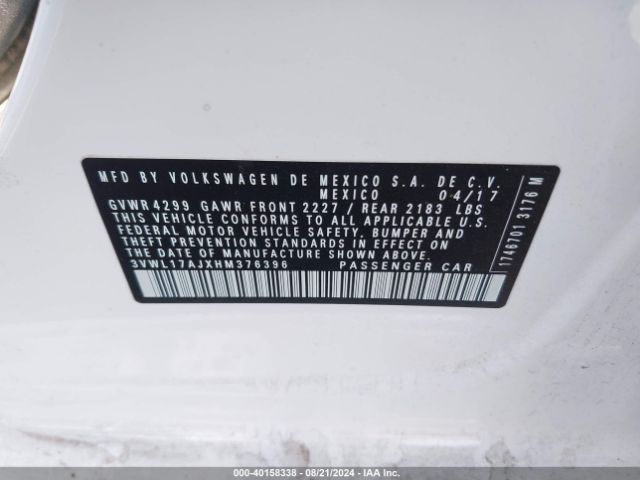 MFD BY VOLKSWAGEN DE MEXICO S.A. DE C.V.
MEXICO 04/17
GVWR 4299 GAWR FRONT 2227 / REAR 2183 LBS
THIS VEHICLE CONFORMS TO ALL APPLICABLE U.S.
FEDERAL MOTOR VEHICLE SAFETY, BUMPER AND
THEFT PREVENTION STANDARDS IN EFFECT ON
THE DATE OF MANUFACTURE SHOWN ABOVE.
3VWL17AJXHM376396 PASSENGER CAR
1746701 3176 M
000-40158338 - 08/21/2024 - IAA Inc.